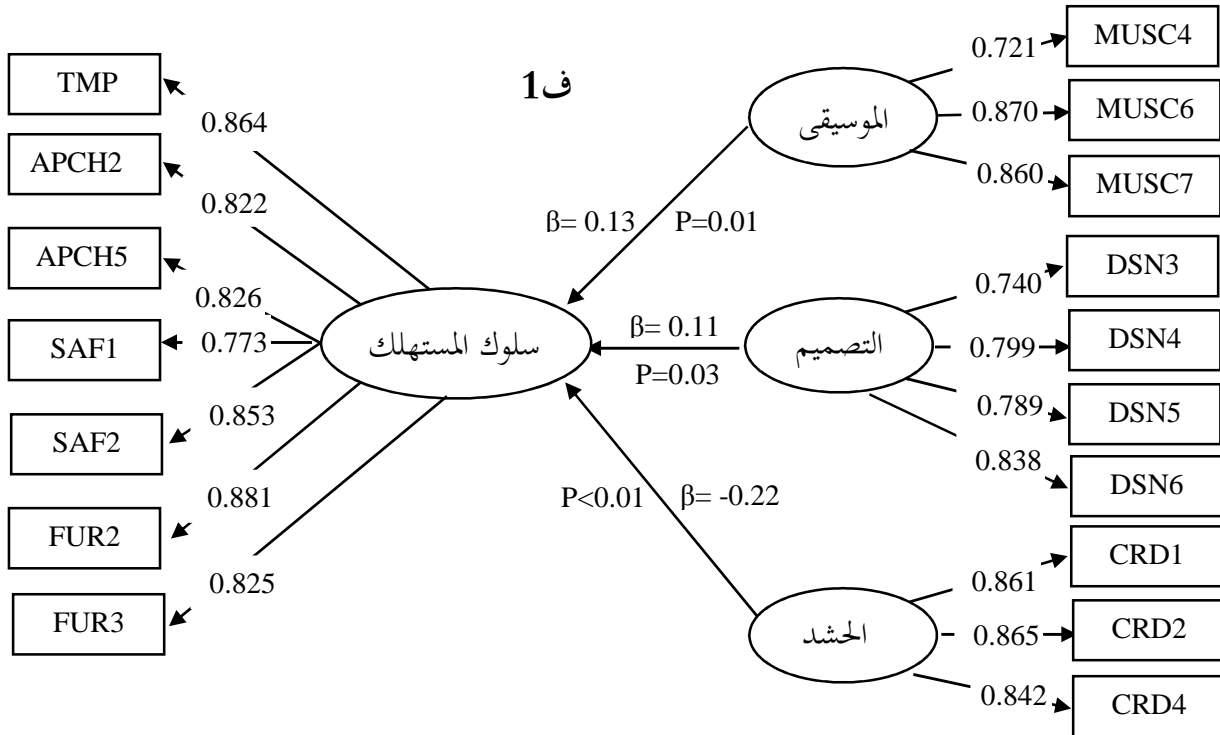 ف1
TMP
APCH2
APCH5
SAF1
SAF2
FUR2
FUR3
0.864
0.822
0.826
0.773
0.853
0.881
0.825
سلوك المستهلك
β= 0.13 P=0.01
β= 0.11
P=0.03
P<0.01 β= -0.22
الموسيقى
التصميم
الحشد
0.721
0.870
0.860
0.740
0.799
0.789
0.838
0.861
0.865
0.842
MUSC4
MUSC6
MUSC7
DSN3
DSN4
DSN5
DSN6
CRD1
CRD2
CRD4